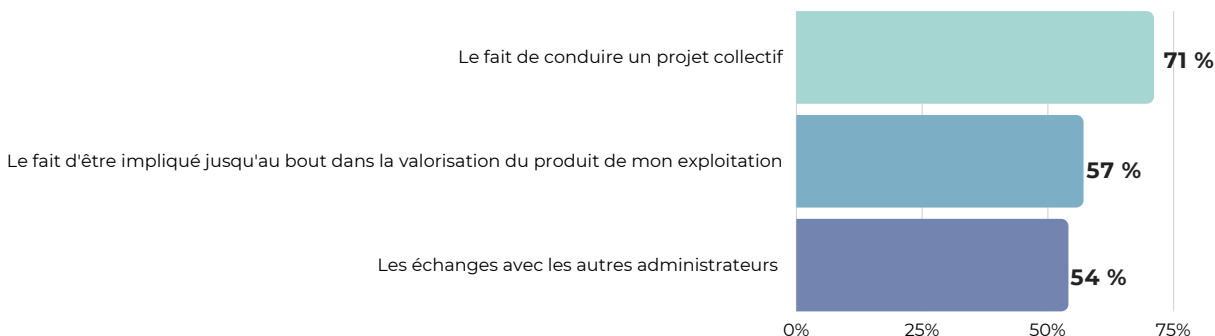 Le fait de conduire un projet collectif
71 %
Le fait d'être impliqué jusqu'au bout dans la valorisation du produit de mon exploitation
57 %
Les échanges avec les autres administrateurs
54 %
0% 25% 50% 75%